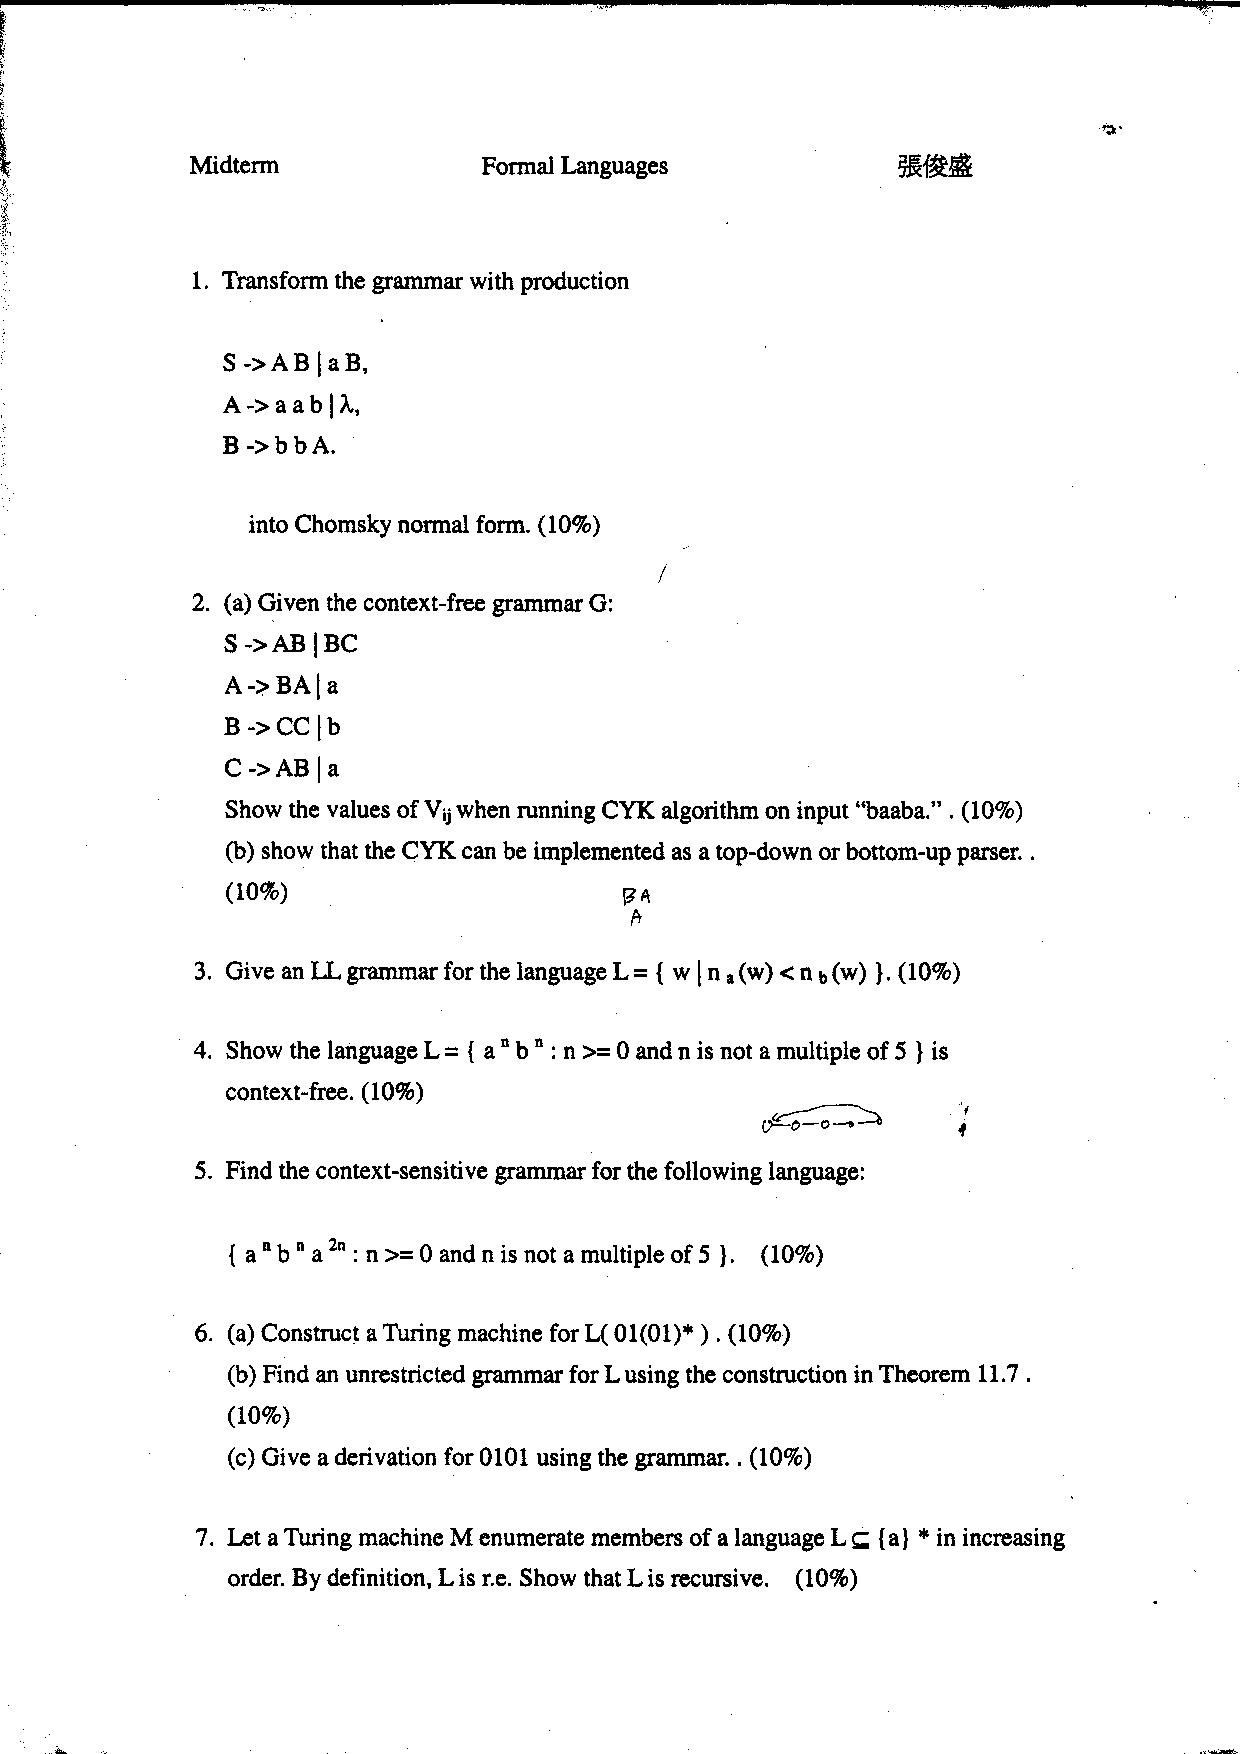 Midterm Formal Languages 張俊盛
1. Transform the grammar with production
S -> A B | a B,
A -> a a b | λ,
B -> b b A.
into Chomsky normal form. (10%)
2. (a) Given the context-free grammar G:
S -> AB | BC
A -> BA | a
B -> CC | b
C -> AB | a
Show the values of Vij when running CYK algorithm on input “baaba.” . (10%)
(b) show that the CYK can be implemented as a top-down or bottom-up parser. .
(10%)
BA
A
3. Give an LL grammar for the language L = { w | n a (w) < n b (w) }. (10%)
4. Show the language L = { a n b n : n >= 0 and n is not a multiple of 5 } is
context-free. (10%)
5. Find the context-sensitive grammar for the following language:
{ a n b n a 2n : n >= 0 and n is not a multiple of 5 }. (10%)
6. (a) Construct a Turing machine for L( 01(01)* ) . (10%)
(b) Find an unrestricted grammar for L using the construction in Theorem 11.7 .
(10%)
(c) Give a derivation for 0101 using the grammar. . (10%)
7. Let a Turing machine M enumerate members of a language L ⊆ {a} * in increasing
order. By definition, L is r.e. Show that L is recursive. (10%)